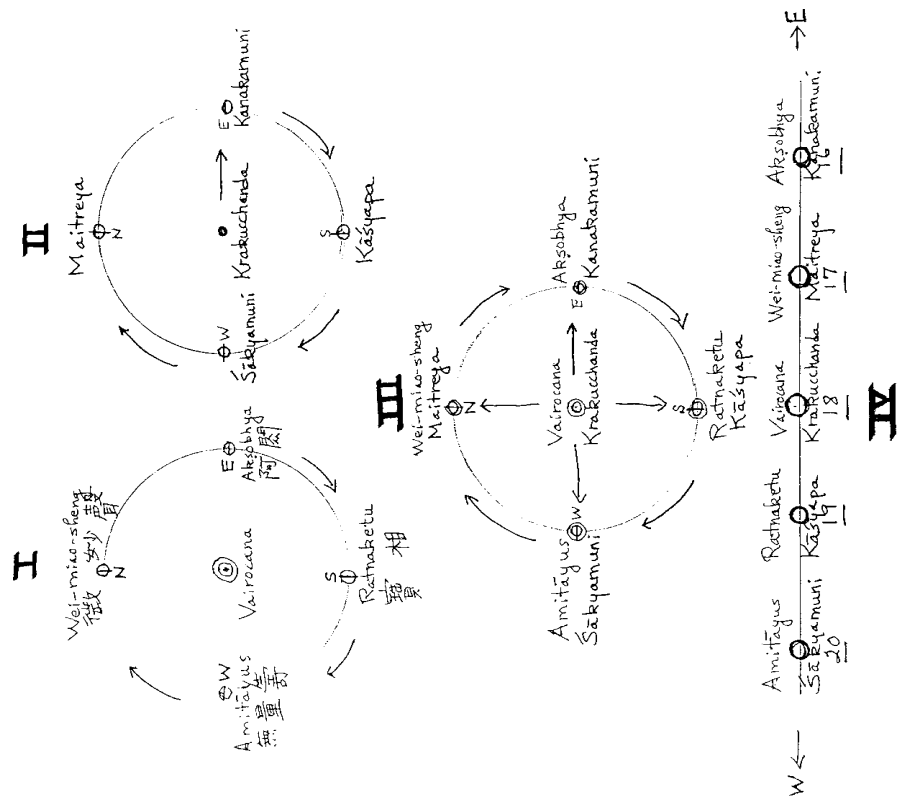 I
Wei-miao-sheng
微妙聲
N
E
Akṣobhya
阿閦
Vairocana
S
Ratnaketu
寶相
W
Amitāyus
無量壽
II
Maitreya
N
E
Kanakamuni
Krakucchanda
S
Kāśyapa
W
Śākyamuni
III
Wei-miao-sheng
Maitreya
N
Akṣobhya
E
Kanakamuni
Vairocana
Krakucchanda
S
Ratnaketu
Kāśyapa
Amitāyus
W
Śākyamuni
W
Amitāyus
Śākyamuni
20
Ratnaketu
Kāśyapa
19
Vairocana
Krakucchanda
18
Wei-miao-sheng
Maitreya
17
Akṣobhya
Kanakamuni
16
E
IV